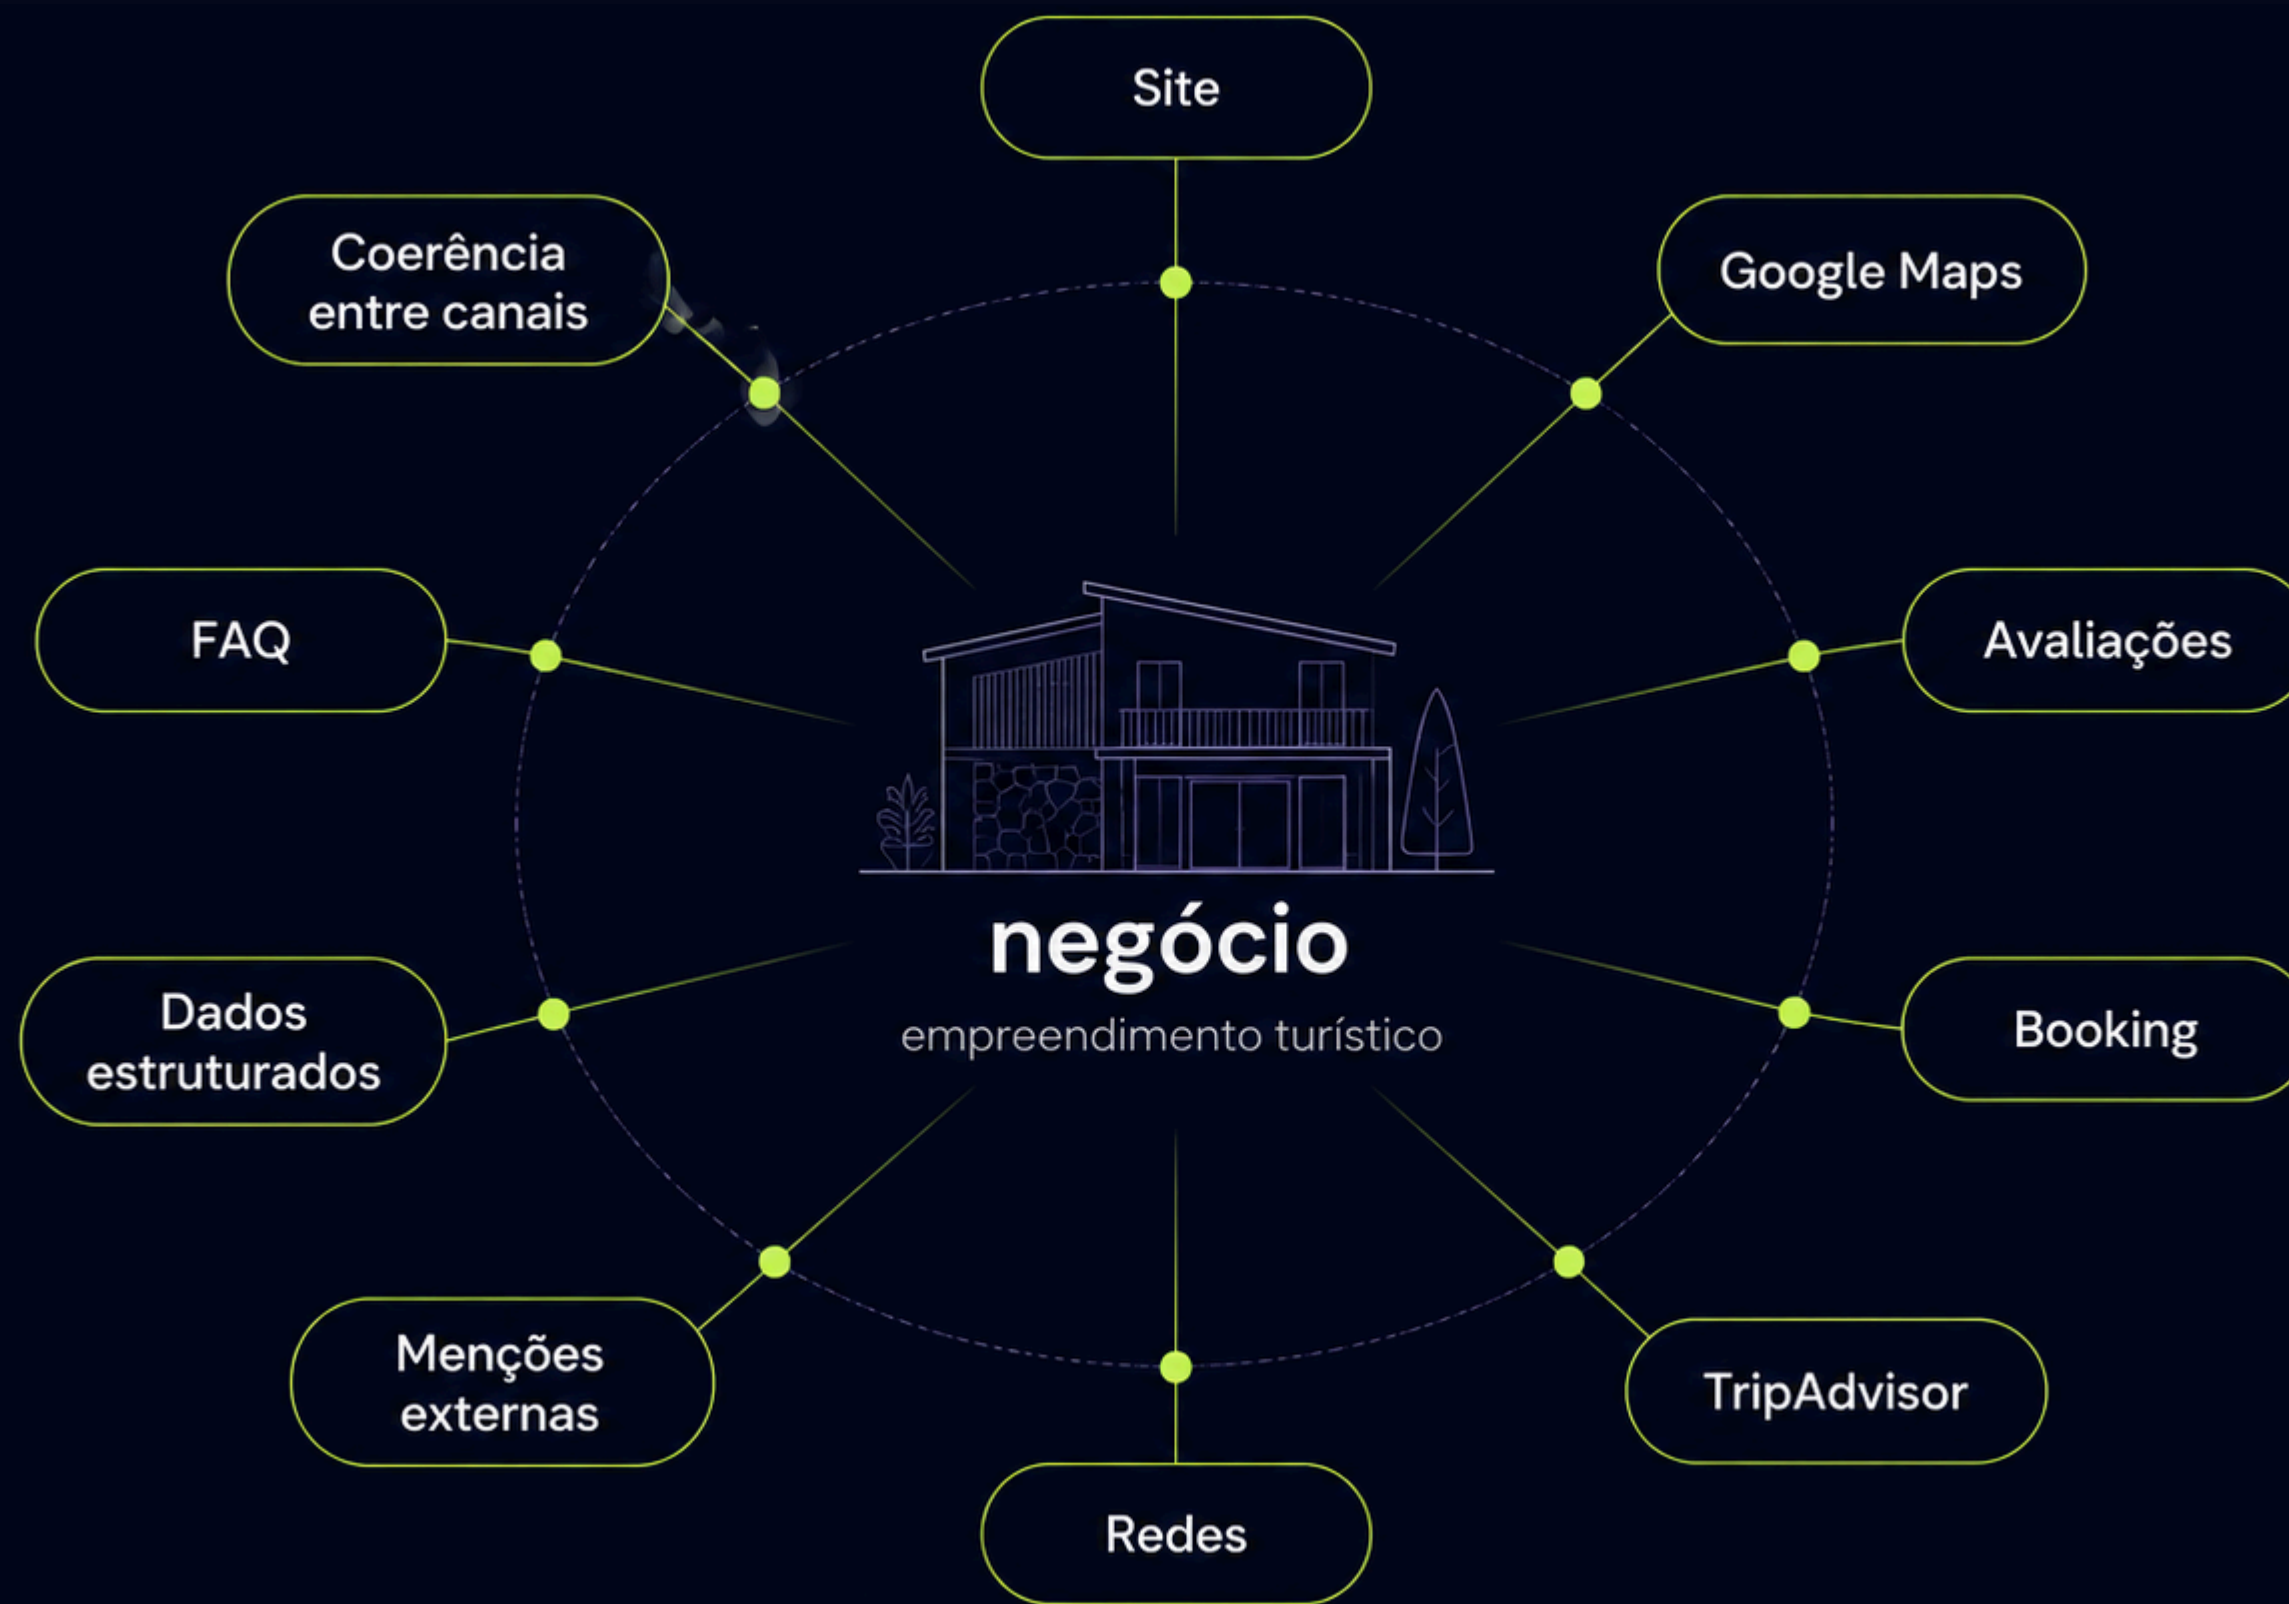 Site
Coerência
entre canais
Google Maps
FAQ
Avaliações
negócio
empreendimento turístico
Dados
estruturados
Booking
Menções
externas
TripAdvisor
Redes